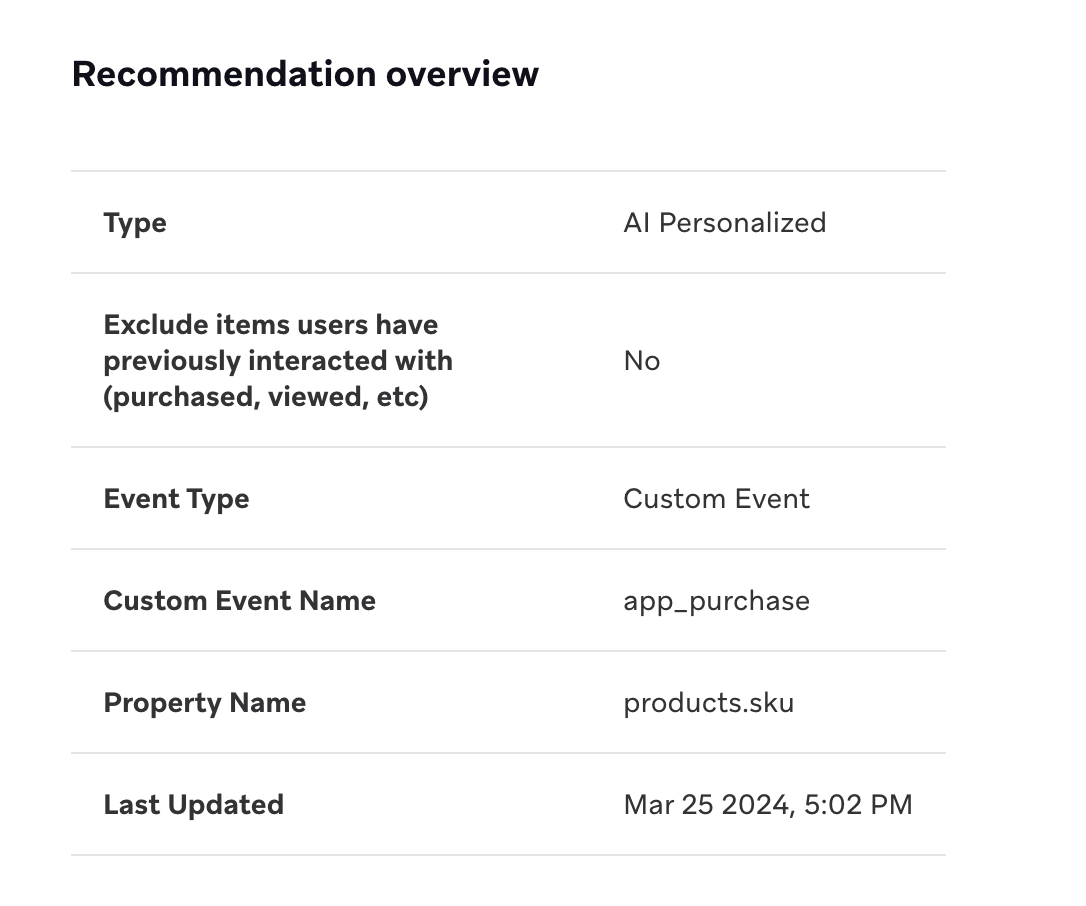 Recommendation overview
Type
AI Personalized
Exclude items users have
previously interacted with
(purchased, viewed, etc)
No
Event Type
Custom Event
Custom Event Name
app_purchase
Property Name
products.sku
Last Updated
Mar 25 2024, 5:02 PM